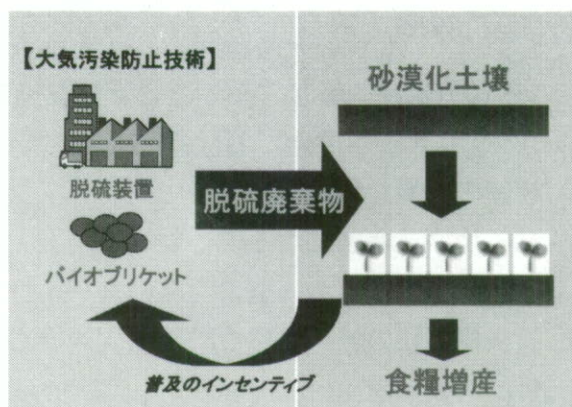 【大気汚染防止技術】
脱硫装置
バイオブリケット
脱硫廃棄物
砂漠化土壌
食糧増産
普及のインセンティブ